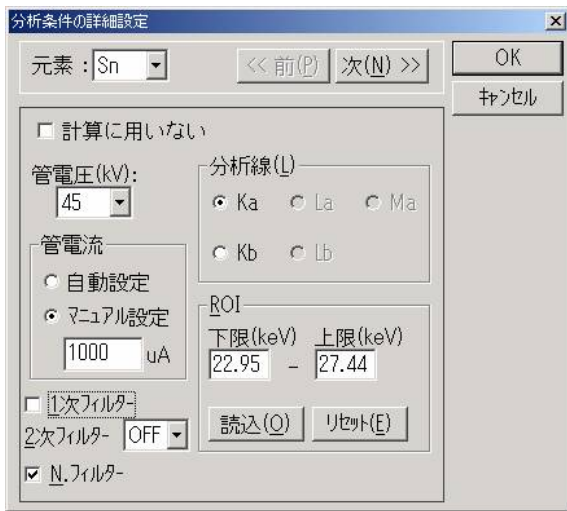 分析条件の詳細設定
元素：Sn
<< 前(P)
次(N) >>
OK
ｷｬﾝｾﾙ
計算に用いない
管電圧(kV):
45
分析線(L)
Ka
La
Ma
Kb
Lb
管電流
自動設定
ﾏﾆｭｱﾙ設定
1000 uA
ROI
下限(keV) 上限(keV)
22.95 - 27.44
読込(O)
ﾘｾｯﾄ(E)
1次ﾌｨﾙﾀｰ
2次ﾌｨﾙﾀｰ OFF
N.ﾌｨﾙﾀｰ